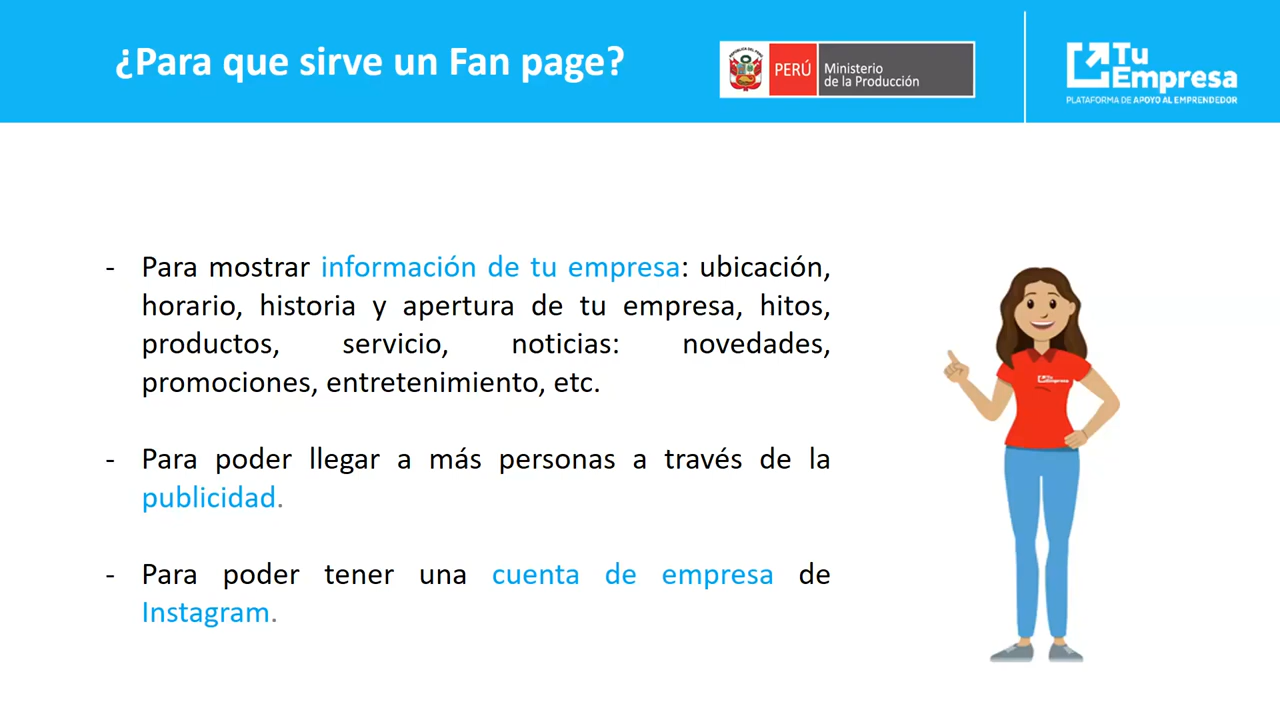 ¿Para que sirve un Fan page?
PERÚ
Ministerio
de la Producción
Tu
Empresa
PLATAFORMA DE APOYO AL EMPRENDEDOR
- Para mostrar información de tu empresa: ubicación,
horario, historia y apertura de tu empresa, hitos,
productos, servicio, noticias: novedades,
promociones, entretenimiento, etc.
- Para poder llegar a más personas a través de la
publicidad.
- Para poder tener una cuenta de empresa de
Instagram.
Tu
Empresa